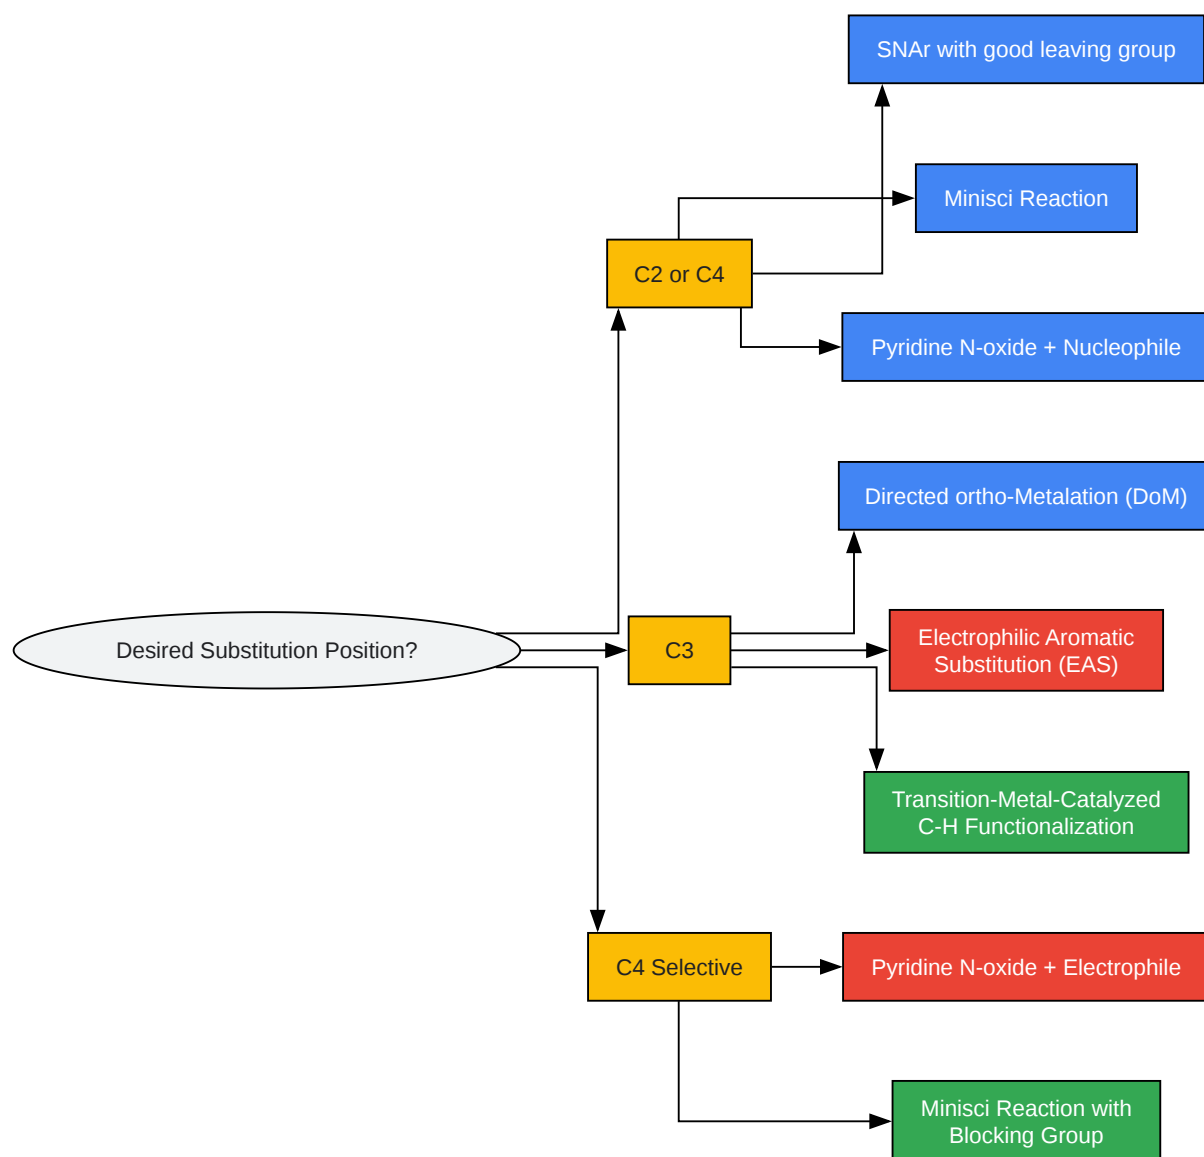 SNAr with good leaving group
Minisci Reaction
C2 or C4
Pyridine N-oxide + Nucleophile
Directed ortho-Metalation (DoM)
Desired Substitution Position?
C3
Electrophilic Aromatic
Substitution (EAS)
Transition-Metal-Catalyzed
C-H Functionalization
C4 Selective
Pyridine N-oxide + Electrophile
Minisci Reaction with
Blocking Group